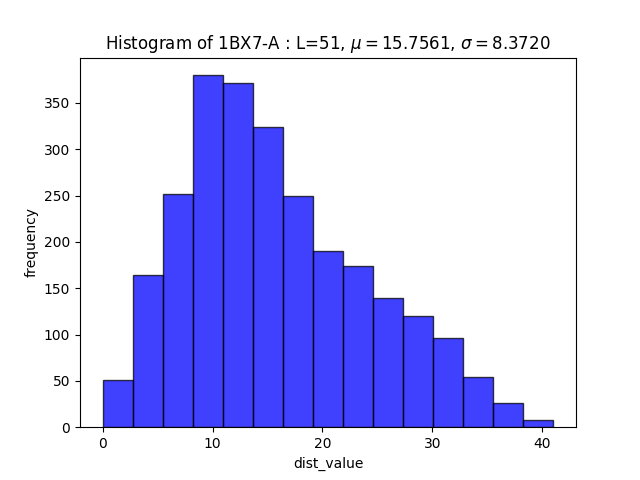 Histogram of 1BX7-A : L=51, μ = 15.7561, σ = 8.3720
frequency
350
300
250
200
150
100
50
0
0 10 20 30 40
dist_value